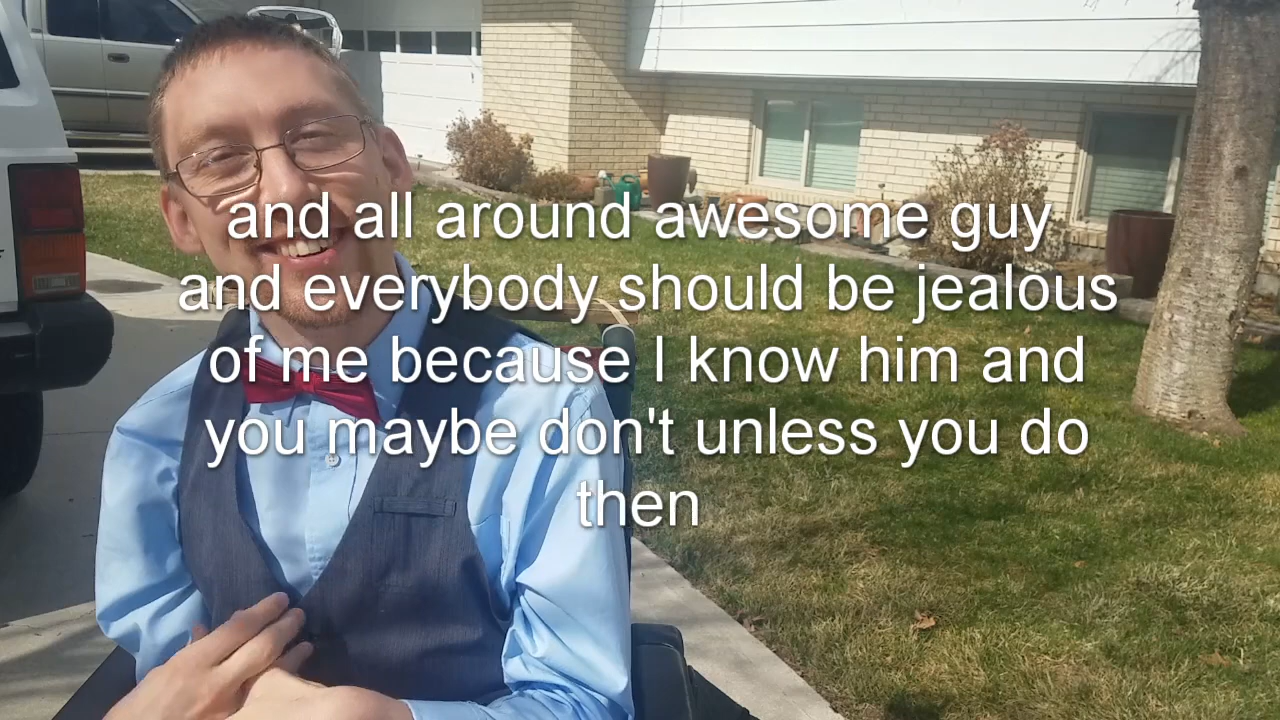 and all around awesome guy
and everybody should be jealous
of me because I know him and
you maybe don't unless you do
then